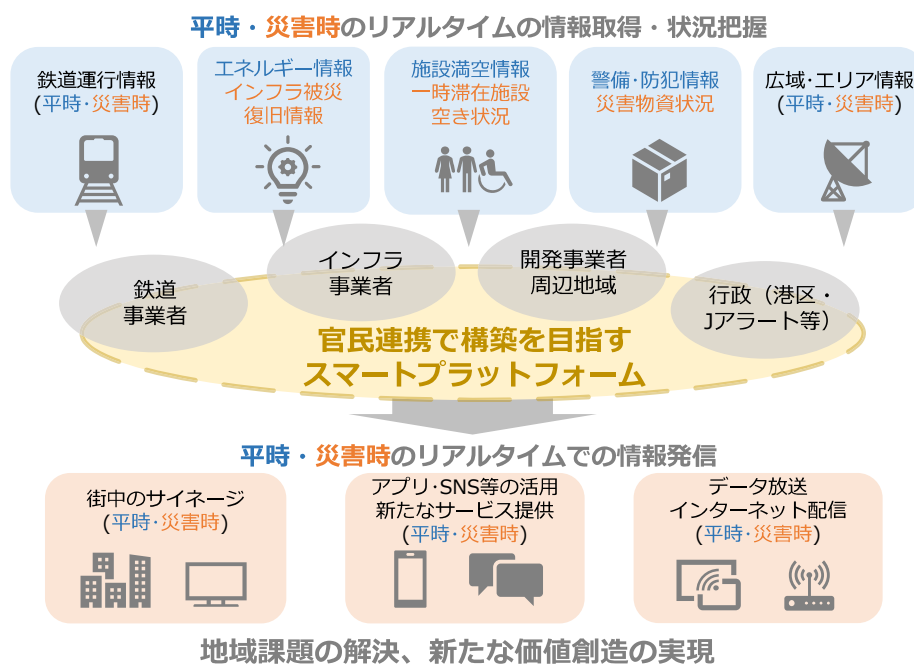 平時・災害時のリアルタイムの情報取得・状況把握
鉄道運行情報
(平時・災害時)
エネルギー情報
インフラ被災
復旧情報
施設満空情報
一時滞在施設
空き状況
警備・防犯情報
災害物資状況
広域・エリア情報
(平時・災害時)
鉄道
事業者
インフラ
事業者
開発事業者
周辺地域
行政（港区・
Jアラート等）
官民連携で構築を目指す
スマートプラットフォーム
平時・災害時のリアルタイムでの情報発信
街中のサイネージ
(平時・災害時)
アプリ・SNS等の活用
新たなサービス提供
(平時・災害時)
データ放送
インターネット配信
(平時・災害時)
地域課題の解決、新たな価値創造の実現